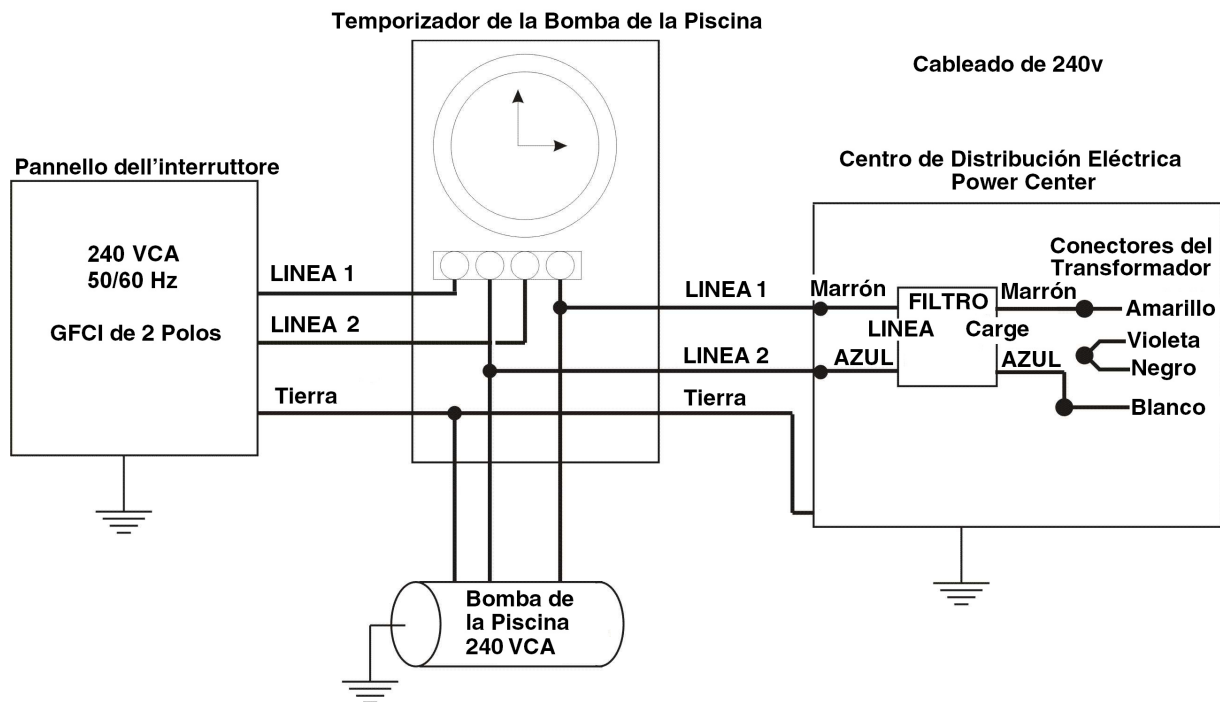 Temporizador de la Bomba de la Piscina
Cableado de 240v
Pannello dell'interruttore
240 VCA
50/60 Hz
GFCI de 2 Polos
LINEA 1
LINEA 2
Tierra
LINEA 1
LINEA 2
Tierra
Centro de Distribución Eléctrica
Power Center
Conectores del
Transformador
Marrón
FILTRO
Marrón
Amarillo
LINEA
Carge
Violeta
AZUL
AZUL
Negro
Blanco
Bomba de
la Piscina
240 VCA